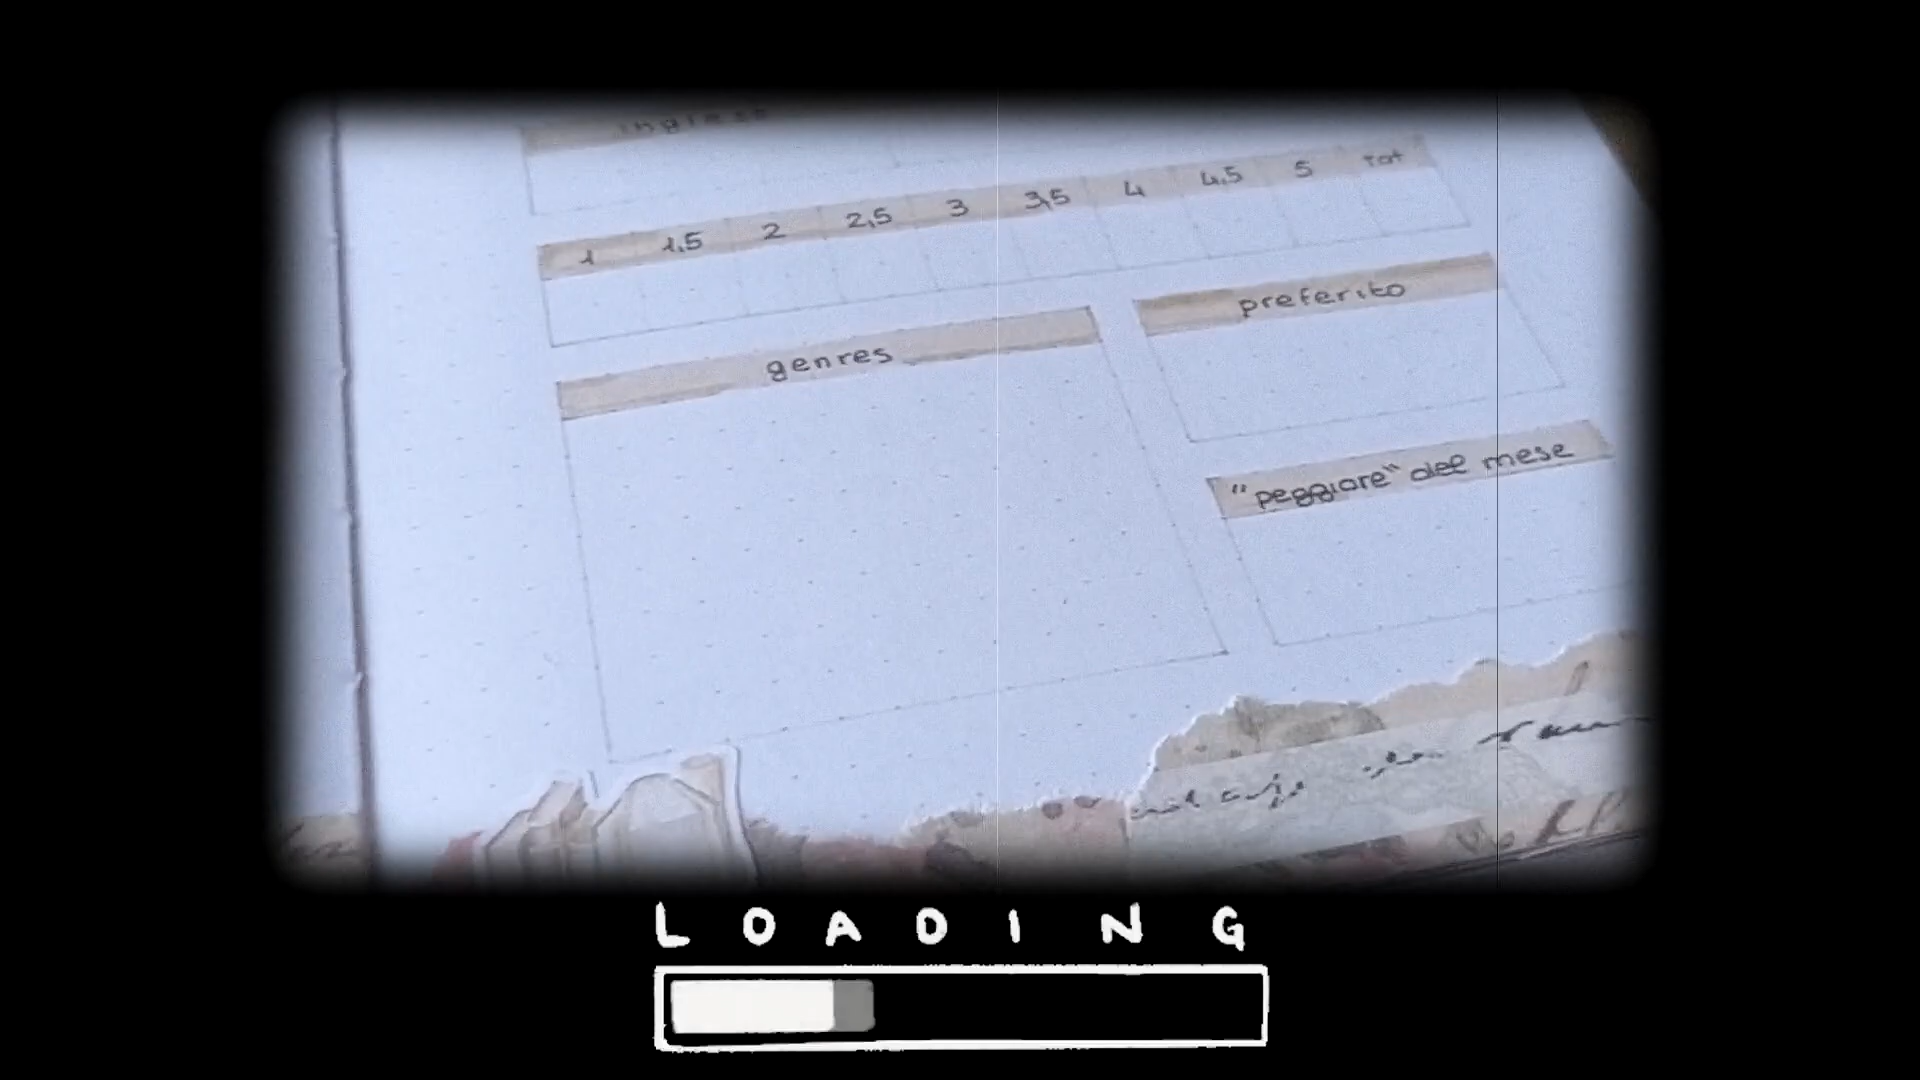 inglese
1 1,5 2 2,5 3 3,5 4 4,5 5 tot
genres
preferito
"peggiore" del mese
LOADING